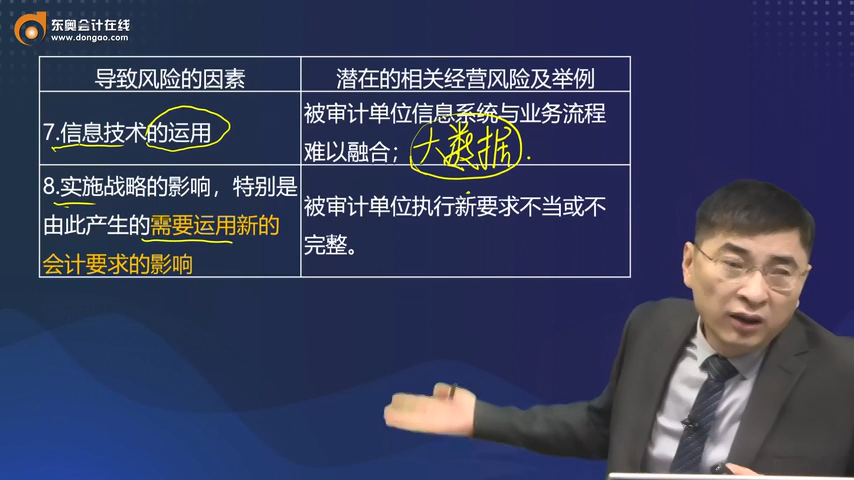 东奥会计在线
www.dongao.com
导致风险的因素
潜在的相关经营风险及举例
7.信息技术的运用
被审计单位信息系统与业务流程
难以融合；大数据.
8.实施战略的影响，特别是
由此产生的需要运用新的
会计要求的影响
被审计单位执行新要求不当或不
完整。